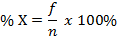 % X = f/n x 100%